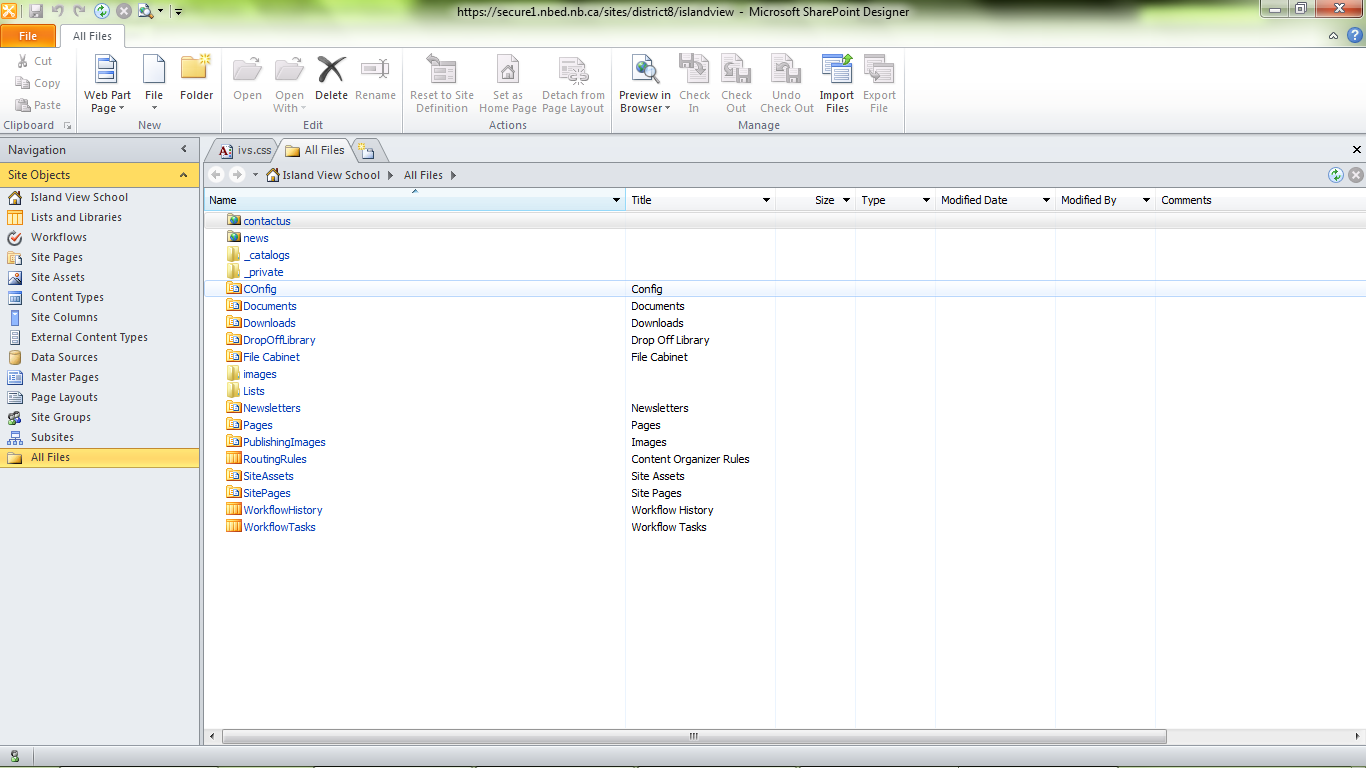 https://secure1.nbed.nb.ca/sites/district8/islandview - Microsoft SharePoint Designer
File All Files
Cut
Copy
Paste
Clipboard
Web Part Page
File
Folder
New
Open
Open With
Delete
Rename
Edit
Reset to Site Definition
Set as Home Page
Detach from Page Layout
Actions
Preview in Browser
Check In
Check Out
Undo Check Out
Import Files
Export File
Manage
Navigation
Site Objects
Island View School
Lists and Libraries
Workflows
Site Pages
Site Assets
Content Types
Site Columns
External Content Types
Data Sources
Master Pages
Page Layouts
Site Groups
Subsites
All Files
ivs.css All Files
Island View School All Files
Name Title Size Type Modified Date Modified By Comments
contactus
news
_catalogs
_private
COnfig Config
Documents Documents
Downloads Downloads
DropOffLibrary Drop Off Library
File Cabinet File Cabinet
images
Lists
Newsletters Newsletters
Pages Pages
PublishingImages Images
RoutingRules Content Organizer Rules
SiteAssets Site Assets
SitePages Site Pages
WorkflowHistory Workflow History
WorkflowTasks Workflow Tasks